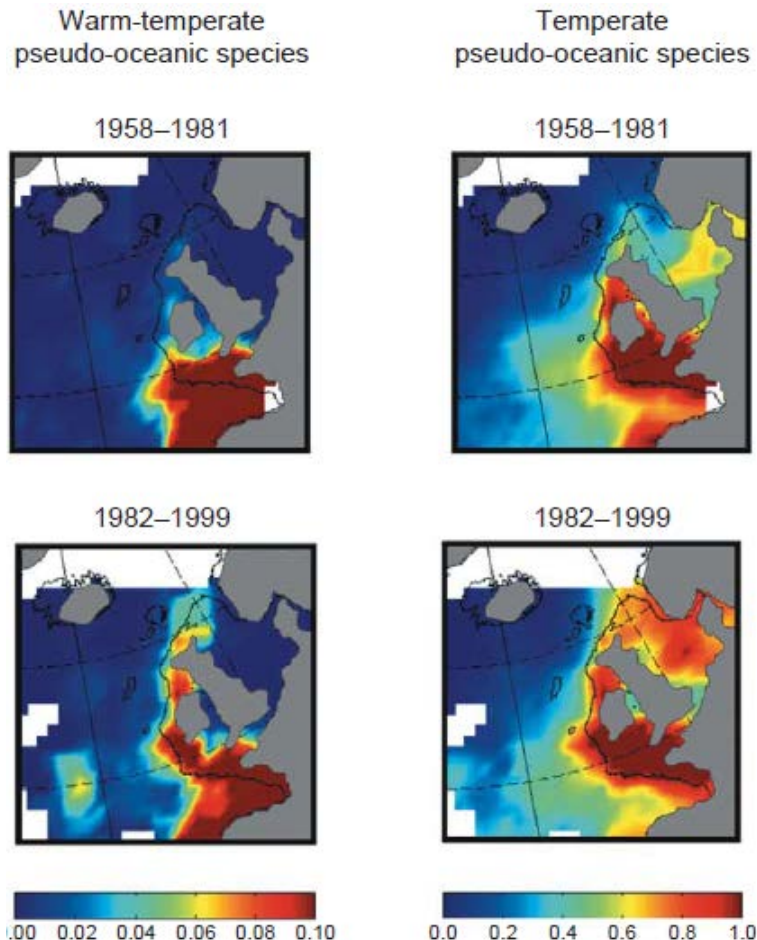 Warm-temperate
pseudo-oceanic species
Temperate
pseudo-oceanic species
1958–1981
1958–1981
1982–1999
1982–1999
.00 0.02 0.04 0.06 0.08 0.10
0.0 0.2 0.4 0.6 0.8 1.0